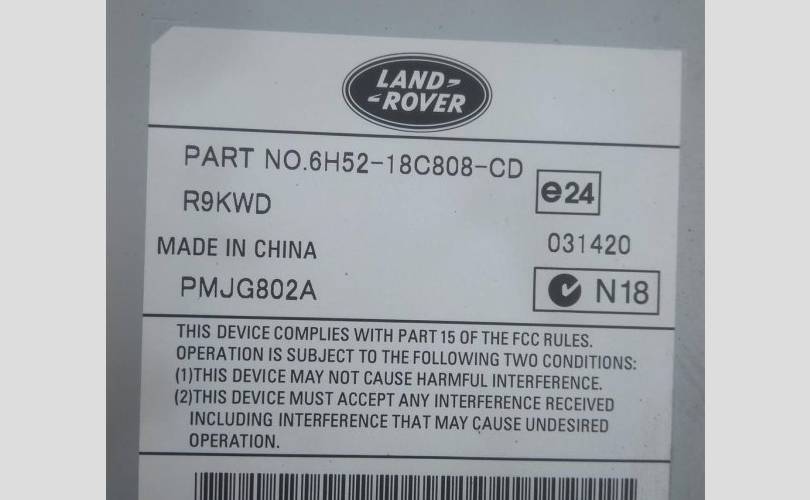 LAND-
-ROVER
PART NO.6H52-18C808-CD
e24
R9KWD
MADE IN CHINA
031420
PMJG802A
N18
THIS DEVICE COMPLIES WITH PART 15 OF THE FCC RULES.
OPERATION IS SUBJECT TO THE FOLLOWING TWO CONDITIONS:
(1)THIS DEVICE MAY NOT CAUSE HARMFUL INTERFERENCE.
(2)THIS DEVICE MUST ACCEPT ANY INTERFERENCE RECEIVED
INCLUDING INTERFERENCE THAT MAY CAUSE UNDESIRED
OPERATION.